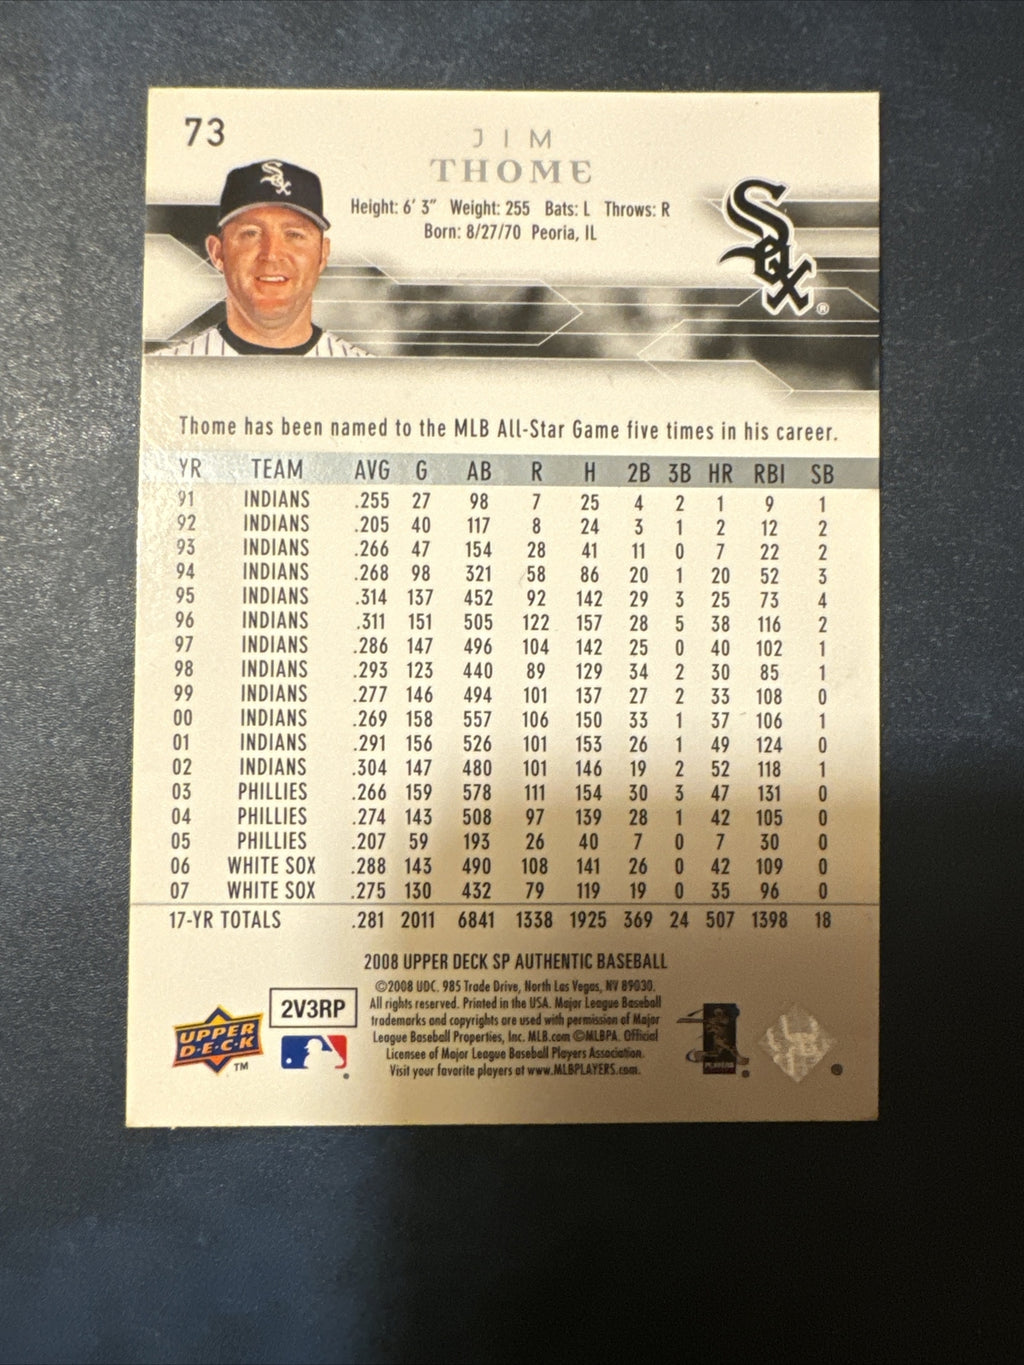 73
JIM
THOME
Height: 6' 3" Weight: 255 Bats: L Throws: R
Born: 8/27/70 Peoria, IL
SOX
Sox
®
Thome has been named to the MLB All-Star Game five times in his career.
YR TEAM AVG G AB R H 2B 3B HR RBI SB
91 INDIANS .255 27 98 7 25 4 2 1 9 1
92 INDIANS .205 40 117 8 24 3 1 2 12 2
93 INDIANS .266 47 154 28 41 11 0 7 22 2
94 INDIANS .268 98 321 58 86 20 1 20 52 3
95 INDIANS .314 137 452 92 142 29 3 25 73 4
96 INDIANS .311 151 505 122 157 28 5 38 116 2
97 INDIANS .286 147 496 104 142 25 0 40 102 1
98 INDIANS .293 123 440 89 129 34 2 30 85 1
99 INDIANS .277 146 494 101 137 27 2 33 108 0
00 INDIANS .269 158 557 106 150 33 1 37 106 1
01 INDIANS .291 156 526 101 153 26 1 49 124 0
02 INDIANS .304 147 480 101 146 19 2 52 118 1
03 PHILLIES .266 159 578 111 154 30 3 47 131 0
04 PHILLIES .274 143 508 97 139 28 1 42 105 0
05 PHILLIES .207 59 193 26 40 7 0 7 30 0
06 WHITE SOX .288 143 490 108 141 26 0 42 109 0
07 WHITE SOX .275 130 432 79 119 19 0 35 96 0
17-YR TOTALS .281 2011 6841 1338 1925 369 24 507 1398 18
2008 UPPER DECK SP AUTHENTIC BASEBALL
©2008 UDC. 985 Trade Drive, North Las Vegas, NV 89030.
All rights reserved. Printed in the USA. Major League Baseball
trademarks and copyrights are used with permission of Major
League Baseball Properties, Inc. MLB.com ©MLBPA. Official
Licensee of Major League Baseball Players Association.
Visit your favorite players at www.MLBPLAYERS.com.
2V3RP
UPPER
D·E·C·K
TM
PLAYERS